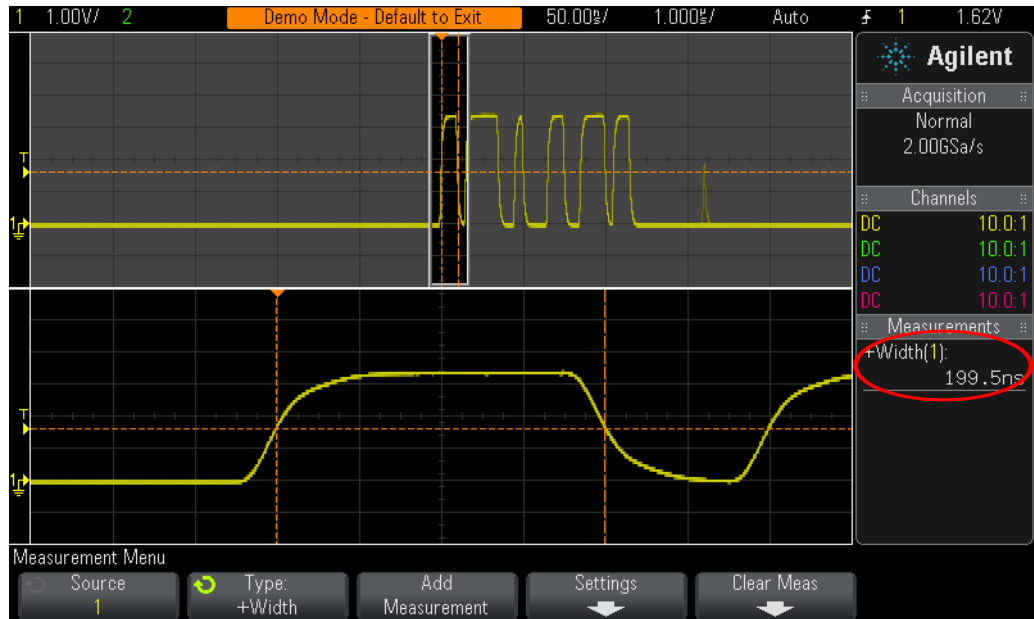 1 1.00V/ 2 Demo Mode - Default to Exit 50.00s/ 1.000s/ Auto 1 1.62V
Agilent
Acquisition
Normal
2.00GSa/s
Channels
DC 10.0:1
DC 10.0:1
DC 10.0:1
DC 10.0:1
Measurements
+Width(1):
199.5ns
T
1
T
1
Measurement Menu
Source
1
Type:
+Width
Add
Measurement
Settings
Clear Meas